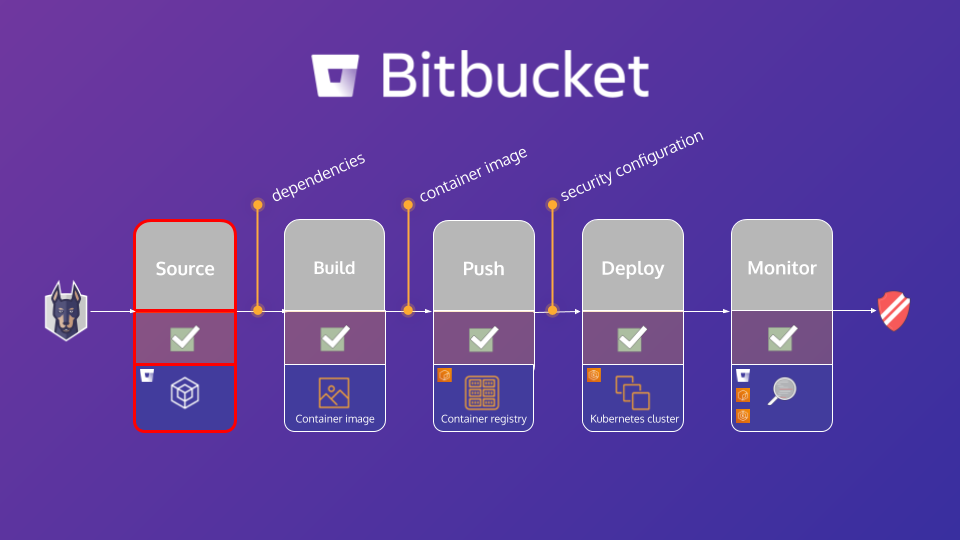 Bitbucket
dependencies
container image
security configuration
Source
Build
Push
Deploy
Monitor
Container image
Container registry
Kubernetes cluster